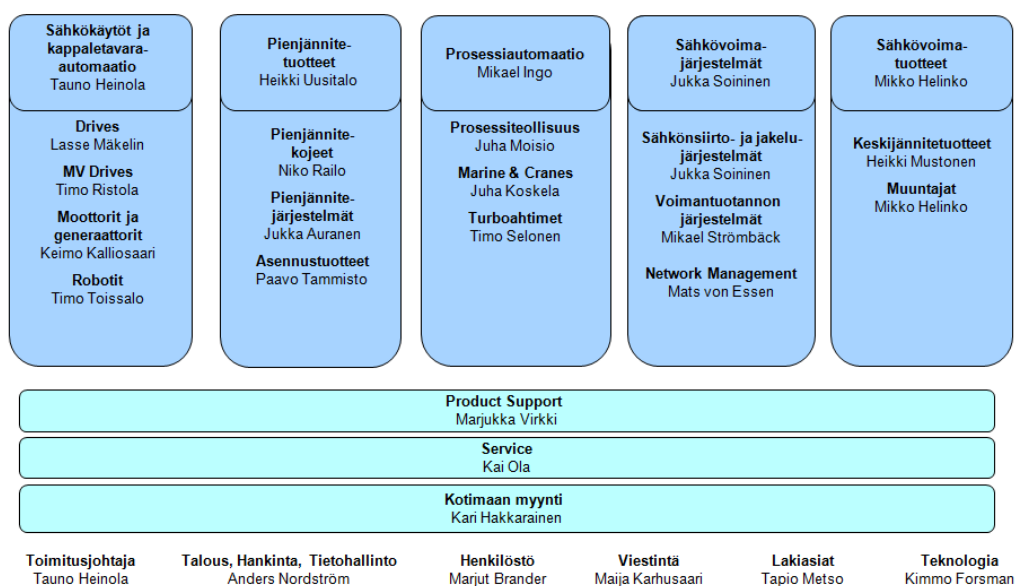 Sähkökäytöt ja
kappaletavara-
automaatio
Tauno Heinola
Drives
Lasse Mäkelin
MV Drives
Timo Ristola
Moottorit ja
generaattorit
Keimo Kalliosaari
Robotit
Timo Toissalo
Pienjännite-
tuotteet
Heikki Uusitalo
Pienjännite-
kojeet
Niko Railo
Pienjännite-
järjestelmät
Jukka Auranen
Asennustuotteet
Paavo Tammisto
Prosessiautomaatio
Mikael Ingo
Prosessiteollisuus
Juha Moisio
Marine & Cranes
Juha Koskela
Turboahtimet
Timo Selonen
Sähkövoima-
järjestelmät
Jukka Soininen
Sähkönsiirto- ja jakelu-
järjestelmät
Jukka Soininen
Voimantuotannon
järjestelmät
Mikael Strömbäck
Network Management
Mats von Essen
Sähkövoima-
tuotteet
Mikko Helinko
Keskijännitetuotteet
Heikki Mustonen
Muuntajat
Mikko Helinko
Product Support
Marjukka Virkki
Service
Kai Ola
Kotimaan myynti
Kari Hakkarainen
Toimitusjohtaja
Tauno Heinola
Talous, Hankinta, Tietohallinto
Anders Nordström
Henkilöstö
Marjut Brander
Viestintä
Maija Karhusaari
Lakiasiat
Tapio Metso
Teknologia
Kimmo Forsman